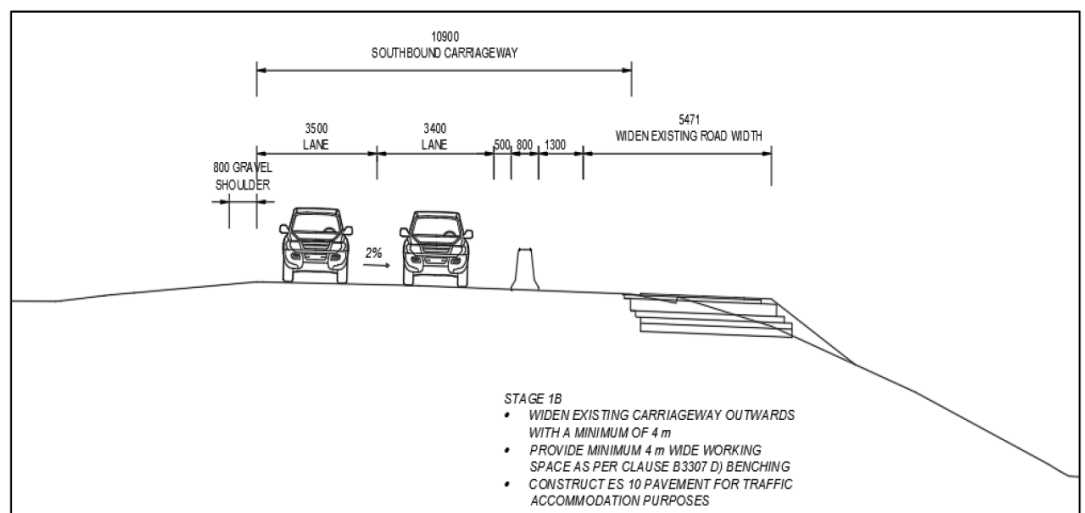 10900
SOUTHBOUND CARRIAGEWAY
5471
WIDEN EXISTING ROAD WIDTH
3500
LANE
3400
LANE
500
800
1300
800 GRAVEL
SHOULDER
2%
STAGE 1B
• WIDEN EXISTING CARRIAGEWAY OUTWARDS
WITH A MINIMUM OF 4 m
• PROVIDE MINIMUM 4 m WIDE WORKING
SPACE AS PER CLAUSE B3307 D) BENCHING
• CONSTRUCT ES 10 PAVEMENT FOR TRAFFIC
ACCOMMODATION PURPOSES